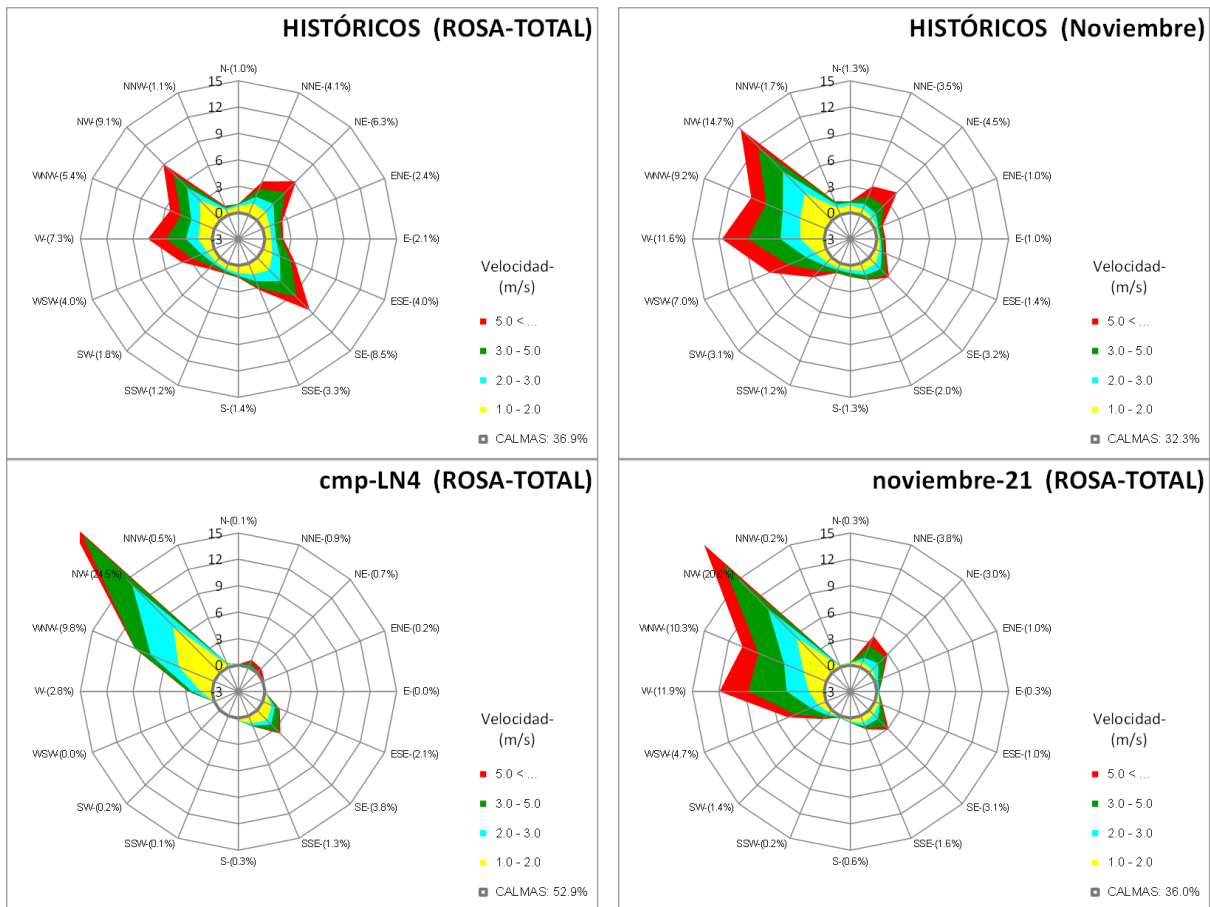 HISTÓRICOS (ROSA-TOTAL)
N-(1.0%)
NNW-(1.1%)
15
NNE-(4.1%)
12
NW-(9.1%)
9
NE-(6.3%)
6
WNW-(5.4%)
3
ENE-(2.4%)
0
W-(7.3%)
-3
E-(2.1%)
WSW-(4.0%)
ESE-(4.0%)
SW-(1.8%)
SE-(8.5%)
SSW-(1.2%)
SSE-(3.3%)
S-(1.4%)
Velocidad-
(m/s)
5.0 < ...
3.0 - 5.0
2.0 - 3.0
1.0 - 2.0
CALMAS: 36.9%
HISTÓRICOS (Noviembre)
N-(1.3%)
NNW-(1.7%)
15
NNE-(3.5%)
12
NW-(14.7%)
9
NE-(4.5%)
6
WNW-(9.2%)
3
ENE-(1.0%)
0
W-(11.6%)
-3
E-(1.0%)
WSW-(7.0%)
ESE-(1.4%)
SW-(3.1%)
SE-(3.2%)
SSW-(1.2%)
SSE-(2.0%)
S-(1.3%)
Velocidad-
(m/s)
5.0 < ...
3.0 - 5.0
2.0 - 3.0
1.0 - 2.0
CALMAS: 32.3%
cmp-LN4 (ROSA-TOTAL)
N-(0.1%)
NNW-(0.5%)
15
NNE-(0.9%)
12
NW-(24.5%)
9
NE-(0.7%)
6
WNW-(9.8%)
3
ENE-(0.2%)
0
W-(2.8%)
-3
E-(0.0%)
WSW-(0.0%)
ESE-(2.1%)
SW-(0.2%)
SE-(3.8%)
SSW-(0.1%)
SSE-(1.3%)
S-(0.3%)
Velocidad-
(m/s)
5.0 < ...
3.0 - 5.0
2.0 - 3.0
1.0 - 2.0
CALMAS: 52.9%
noviembre-21 (ROSA-TOTAL)
N-(0.3%)
NNW-(0.2%)
15
NNE-(3.8%)
12
NW-(20.6%)
9
NE-(3.0%)
6
WNW-(10.3%)
3
ENE-(1.0%)
0
W-(11.9%)
-3
E-(0.3%)
WSW-(4.7%)
ESE-(1.0%)
SW-(1.4%)
SE-(3.1%)
SSW-(0.2%)
SSE-(1.6%)
S-(0.6%)
Velocidad-
(m/s)
5.0 < ...
3.0 - 5.0
2.0 - 3.0
1.0 - 2.0
CALMAS: 36.0%